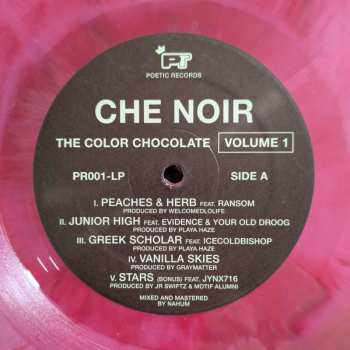 PR
POETIC RECORDS
CHE NOIR
THE COLOR CHOCOLATE VOLUME 1
PR001-LP SIDE A
I. PEACHES & HERB FEAT. RANSOM
PRODUCED BY WELCOMEDLOLIFE
II. JUNIOR HIGH FEAT. EVIDENCE & YOUR OLD DROOG
PRODUCED BY PLAYA HAZE
III. GREEK SCHOLAR FEAT. ICECOLDBISHOP
PRODUCED BY PLAYA HAZE
IV. VANILLA SKIES
PRODUCED BY GRAYMATTER
V. STARS (BONUS) FEAT. JYNX716
PRODUCED BY JR SWIFTZ & MOTIF ALUMNI
MIXED AND MASTERED
BY NAHUM